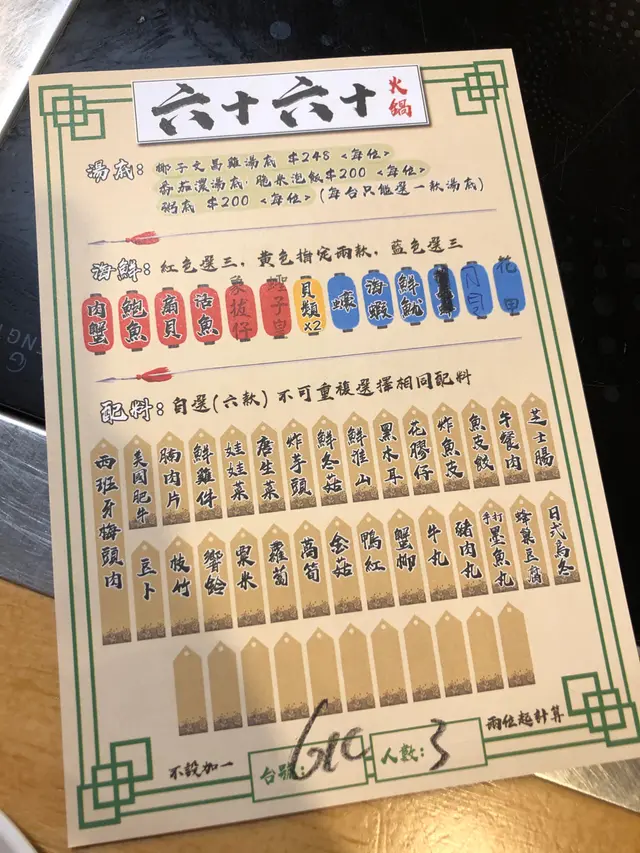 六十六十
火鍋
湯底：
椰子文昌雞湯底 $248 <每位>
番茄濃湯底，脆米泡飯$200 <每位>
粥底 $200 <每位> (每台只能選一款湯底)
海鮮：紅色選三，黃色指定兩款，藍色選三
肉蟹
鮑魚
扇貝
活魚
象拔仔
蟶子皇
貝類x2
蠔
海蝦
鮮魷
花甲
配料：自選(六款) 不可重複選擇相同配料
西班牙梅頭肉
美國肥牛
胸肉片
鮮雞件
娃娃菜
唐生菜
炸芋頭
鮮冬菇
鮮淮山
黑木耳
花膠仔
炸魚皮
魚皮餃
午餐肉
芝士腸
豆卜
枝竹
響鈴
粟米
蘿蔔
萵筍
金菇
鴨紅
蟹柳
牛丸
豬肉丸
手打墨魚丸
蜂巢豆腐
日式烏冬
不設加一
台號：
人數：3
兩位起計算